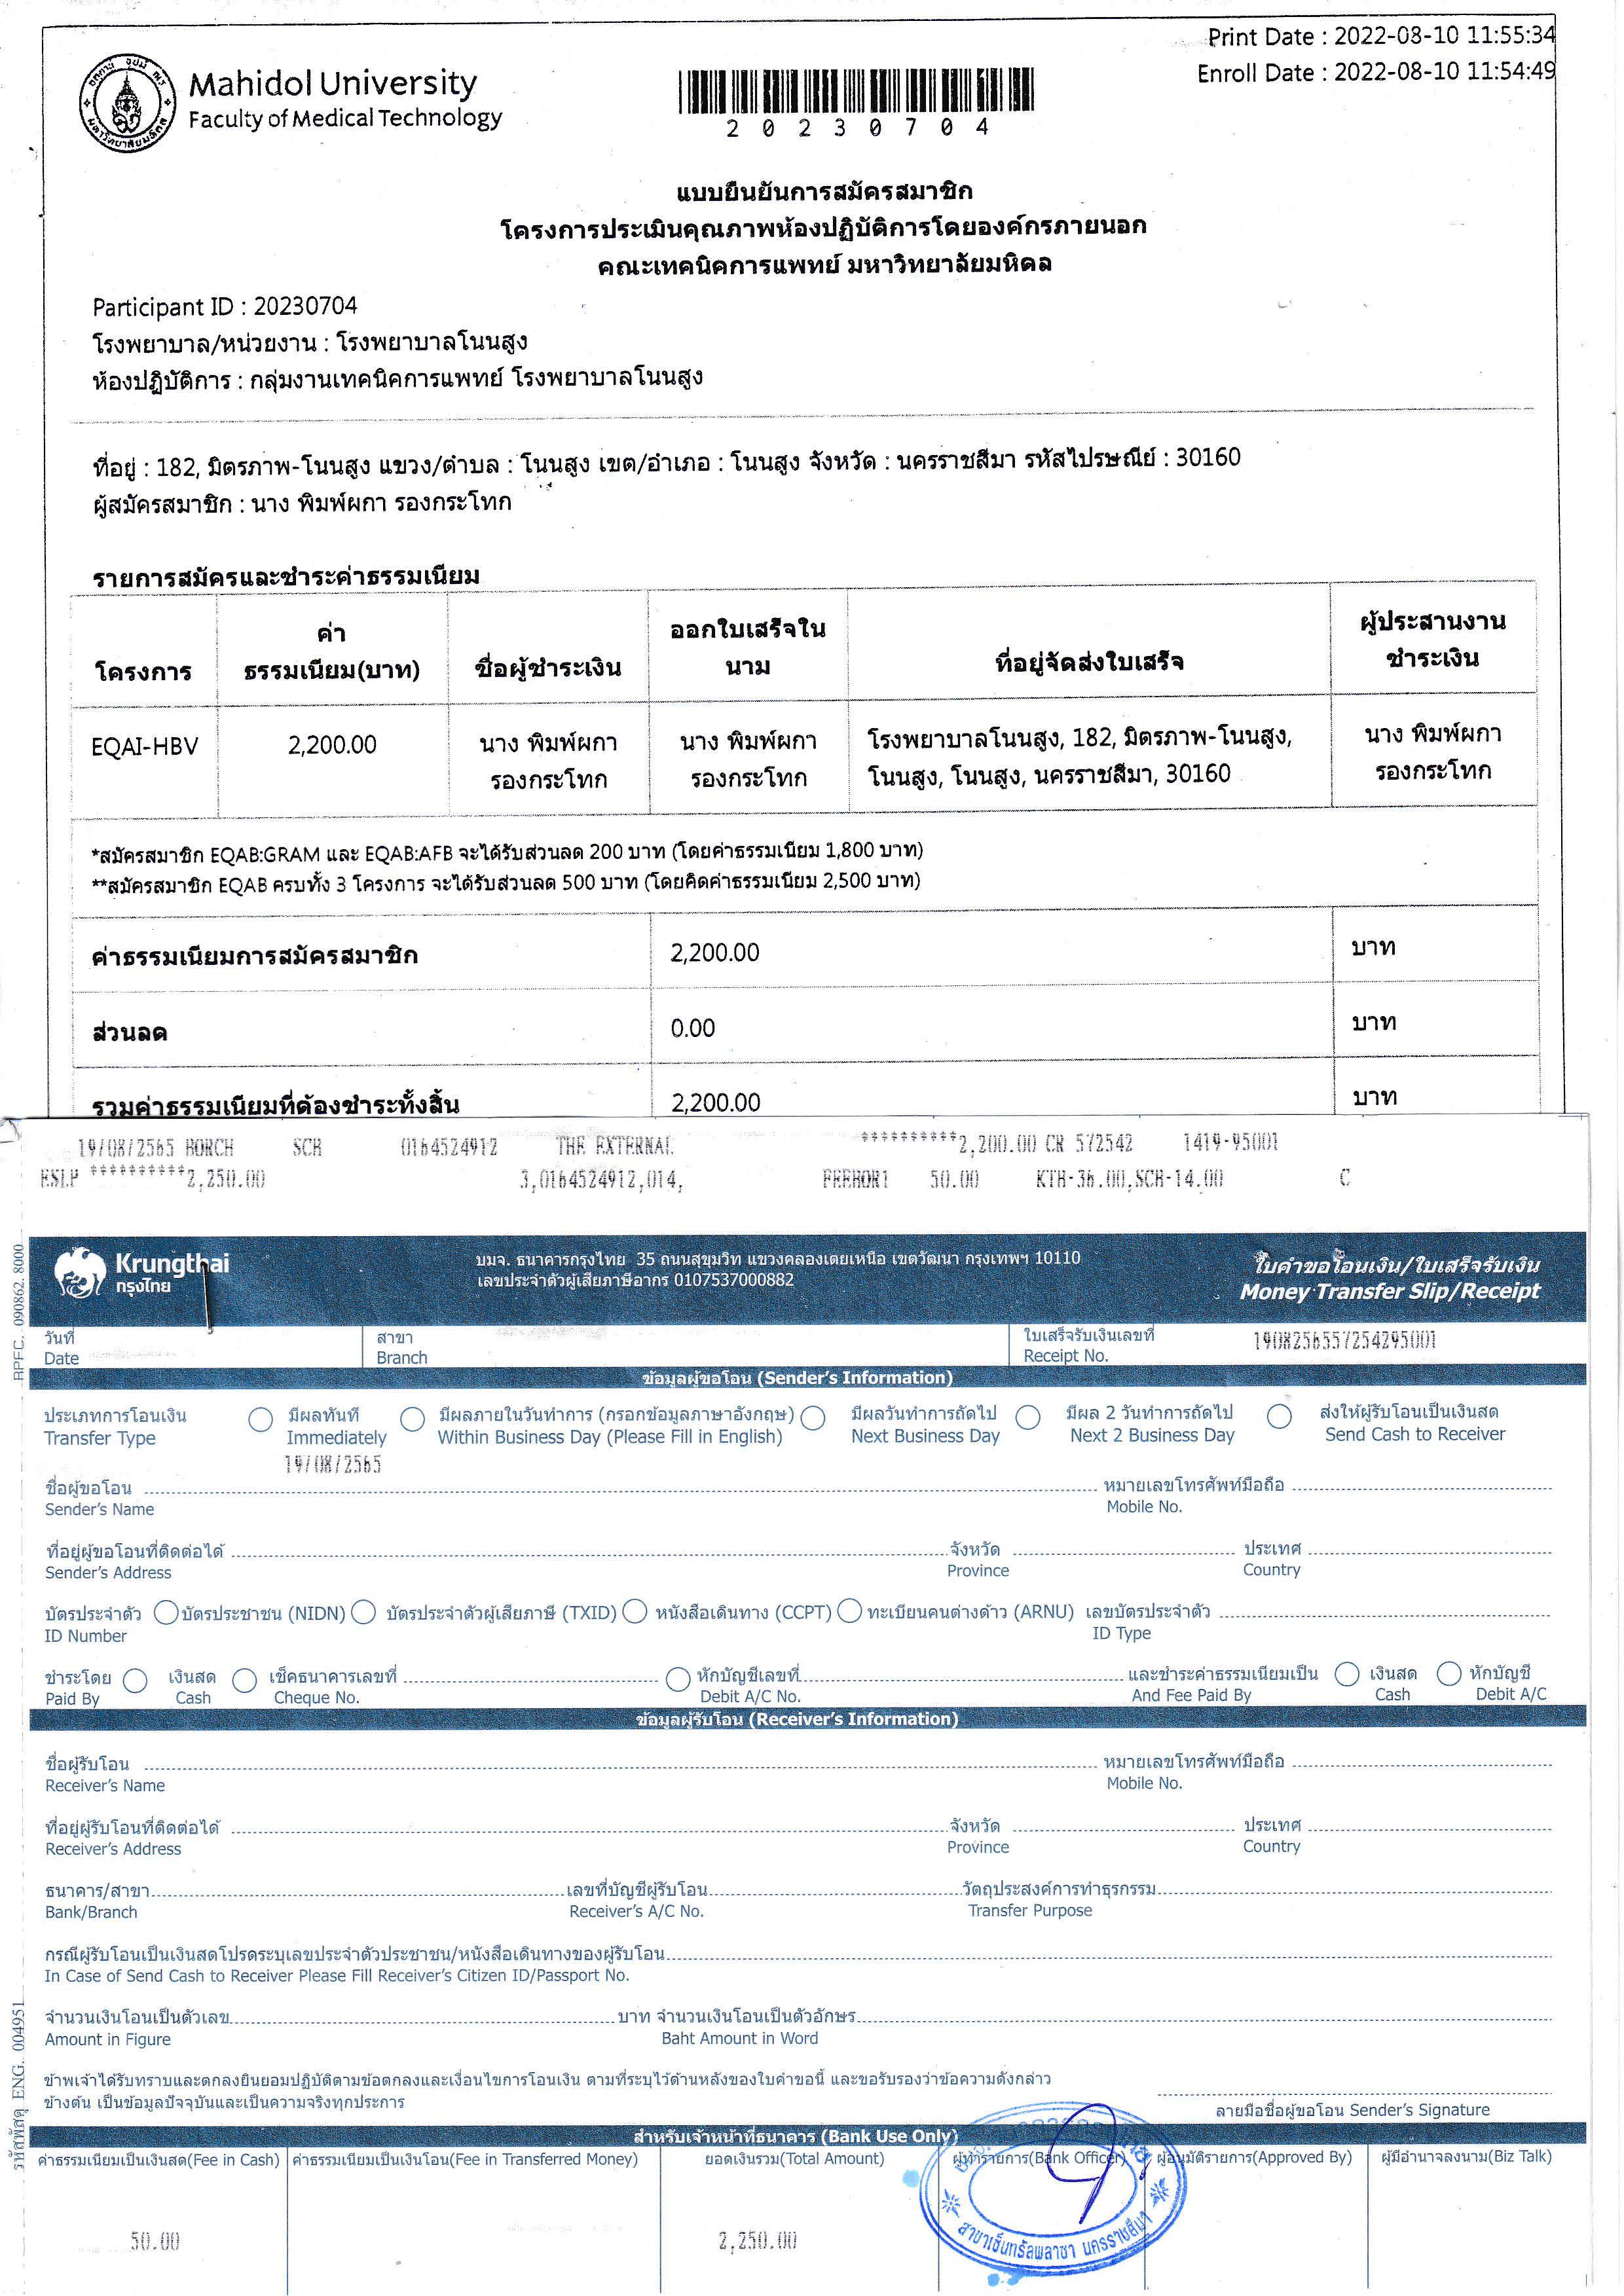 Print Date : 2022-08-10 11:55:34
Enroll Date : 2022-08-10 11:54:49
Mahidol University
Faculty of Medical Technology
20230704
แบบยืนยันการสมัครสมาชิก
โครงการประเมินคุณภาพห้องปฏิบัติการโดยองค์กรภายนอก
คณะเทคนิคการแพทย์ มหาวิทยาลัยมหิดล
Participant ID : 20230704
โรงพยาบาล/หน่วยงาน : โรงพยาบาลโนนสูง
ห้องปฏิบัติการ : กลุ่มงานเทคนิคการแพทย์ โรงพยาบาลโนนสูง
ที่อยู่ : 182, มิตรภาพ-โนนสูง แขวง/ตำบล : โนนสูง เขต/อำเภอ : โนนสูง จังหวัด : นครราชสีมา รหัสไปรษณีย์ : 30160
ผู้สมัครสมาชิก : นาง พิมพ์ผกา รองกระโทก
รายการสมัครและชำระค่าธรรมเนียม
โครงการ ค่าธรรมเนียม(บาท) ชื่อผู้ชำระเงิน ออกใบเสร็จในนาม ที่อยู่จัดส่งใบเสร็จ ผู้ประสานงานชำระเงิน
EQAI-HBV 2,200.00 นาง พิมพ์ผกา นาง พิมพ์ผกา โรงพยาบาลโนนสูง, 182, มิตรภาพ-โนนสูง, นาง พิมพ์ผกา
รองกระโทก รองกระโทก โนนสูง, โนนสูง, นครราชสีมา, 30160 รองกระโทก
*สมัครสมาชิก EQAB:GRAM และ EQAB:AFB จะได้รับส่วนลด 200 บาท (โดยค่าธรรมเนียม 1,800 บาท)
**สมัครสมาชิก EQAB ครบทั้ง 3 โครงการ จะได้รับส่วนลด 500 บาท (โดยคิดค่าธรรมเนียม 2,500 บาท)
ค่าธรรมเนียมการสมัครสมาชิก 2,200.00 บาท
ส่วนลด 0.00 บาท
รวมค่าธรรมเนียมที่ต้องชำระทั้งสิ้น 2,200.00 บาท
19/08/2565 BORCH SCB 0164524912 THE EXTERNAL **********2,200.00 CR 572542 1419-95001
**********2,250.00 3,0164524912,014, 50.00 KTB-36.00,SCB-14.00 C
Krungthai
กรุงไทย
บมจ. ธนาคารกรุงไทย 35 ถนนสุขุมวิท แขวงคลองเตยเหนือ เขตวัฒนา กรุงเทพฯ 10110
เลขประจำตัวผู้เสียภาษีอากร 0107537000882
ใบคำขอโอนเงิน/ใบเสร็จรับเงิน
Money Transfer Slip/Receipt
RPFC. 090862. 8000
วันที่ สาขา ใบเสร็จรับเงินเลขที่ 1908256557254295001
Date Branch Receipt No.
ข้อมูลผู้ขอโอน (Sender's Information)
ประเภทการโอนเงิน มีผลทันที มีผลภายในวันทำการ (กรอกข้อมูลภาษาอังกฤษ) มีผลวันทำการถัดไป มีผล 2 วันทำการถัดไป ส่งให้ผู้รับโอนเป็นเงินสด
Transfer Type Immediately Within Business Day (Please Fill in English) Next Business Day Next 2 Business Day Send Cash to Receiver
19/08/2565
ชื่อผู้ขอโอน หมายเลขโทรศัพท์มือถือ
Sender's Name Mobile No.
ที่อยู่ผู้ขอโอนที่ติดต่อได้ จังหวัด ประเทศ
Sender's Address Province Country
บัตรประจำตัว บัตรประชาชน (NIDN) บัตรประจำตัวผู้เสียภาษี (TXID) หนังสือเดินทาง (CCPT) ทะเบียนคนต่างด้าว (ARNU) เลขบัตรประจำตัว
ID Number ID Type
ชำระโดย เงินสด เช็คธนาคารเลขที่ หักบัญชีเลขที่ และชำระค่าธรรมเนียมเป็น เงินสด หักบัญชี
Paid By Cash Cheque No. Debit A/C No. And Fee Paid By Cash Debit A/C
ข้อมูลผู้รับโอน (Receiver's Information)
ชื่อผู้รับโอน หมายเลขโทรศัพท์มือถือ
Receiver's Name Mobile No.
ที่อยู่ผู้รับโอนที่ติดต่อได้ จังหวัด ประเทศ
Receiver's Address Province Country
ธนาคาร/สาขา เลขที่บัญชีผู้รับโอน วัตถุประสงค์การทำธุรกรรม
Bank/Branch Receiver's A/C No. Transfer Purpose
กรณีผู้รับโอนเป็นเงินสดโปรดระบุเลขประจำตัวประชาชน/หนังสือเดินทางของผู้รับโอน
In Case of Send Cash to Receiver Please Fill Receiver's Citizen ID/Passport No.
จำนวนเงินโอนเป็นตัวเลข บาท จำนวนเงินโอนเป็นตัวอักษร
Amount in Figure Baht Amount in Word
ข้าพเจ้าได้รับทราบและตกลงยินยอมปฏิบัติตามข้อตกลงและเงื่อนไขการโอนเงิน ตามที่ระบุไว้ด้านหลังของใบคำขอนี้ และขอรับรองว่าข้อความดังกล่าว
ข้างต้น เป็นข้อมูลปัจจุบันและเป็นความจริงทุกประการ
ลายมือชื่อผู้ขอโอน Sender's Signature
รหัสพัสดุ ENG. 004951
สำหรับเจ้าหน้าที่ธนาคาร (Bank Use Only)
ค่าธรรมเนียมเป็นเงินสด(Fee in Cash) ค่าธรรมเนียมเป็นเงินโอน(Fee in Transferred Money) ยอดเงินรวม(Total Amount) ผู้ทำรายการ(Bank Officer) ผู้อนุมัติรายการ(Approved By) ผู้มีอำนาจลงนาม(Biz Talk)
50.00 2,250.00
สาขาเซ็นทรัลพลาซา นครราชสีมา